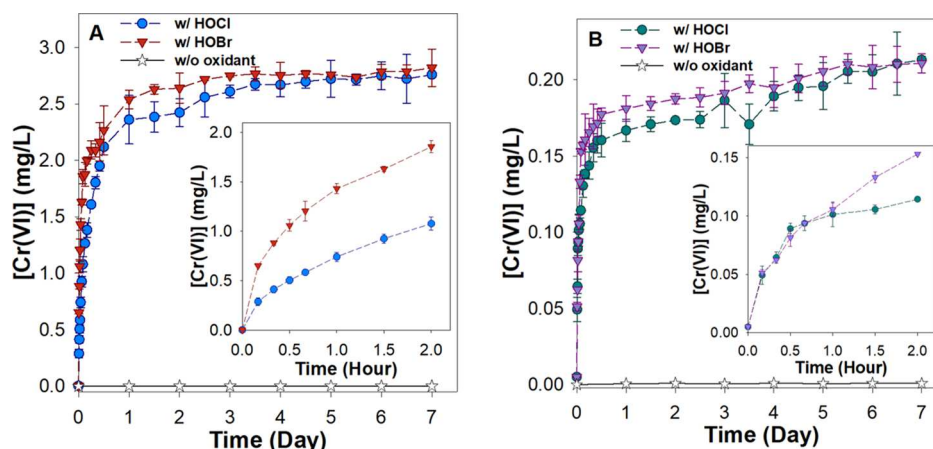 A
w/ HOCl
w/ HOBr
w/o oxidant
[Cr(VI)] (mg/L)
3.0
2.5
2.0
1.5
1.0
0.5
0.0
0 1 2 3 4 5 6 7
Time (Day)
[Cr(VI)] (mg/L)
2.0
1.5
1.0
0.5
0.0
0.0 0.5 1.0 1.5 2.0
Time (Hour)
B
w/ HOCl
w/ HOBr
w/o oxidant
[Cr(VI)] (mg/L)
0.20
0.15
0.10
0.05
0.00
0 1 2 3 4 5 6 7
Time (Day)
[Cr(VI)] (mg/L)
0.15
0.10
0.05
0.00
0.0 0.5 1.0 1.5 2.0
Time (Hour)